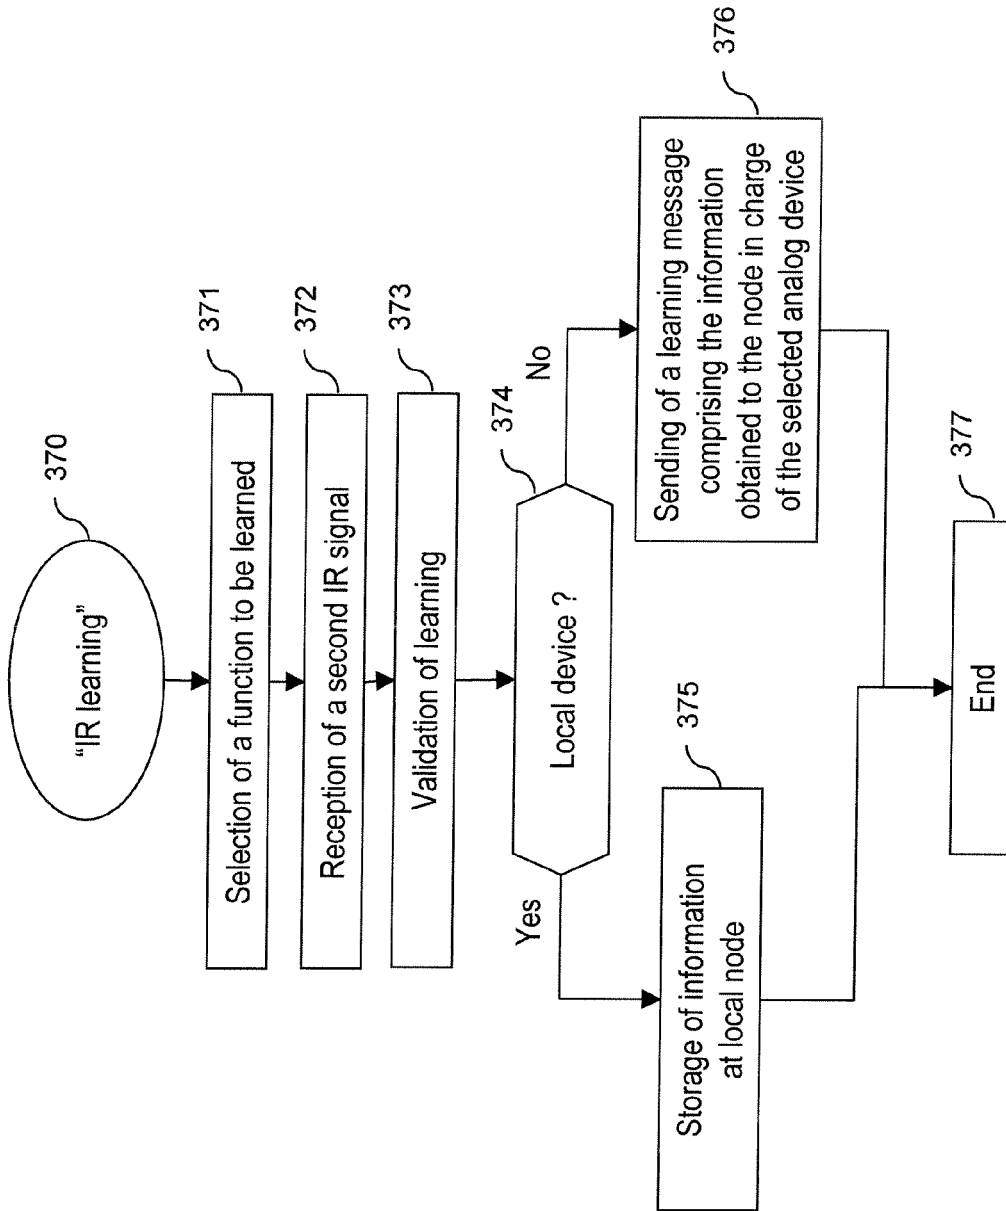 "IR learning"
370
Selection of a function to be learned
371
Reception of a second IR signal
372
Validation of learning
373
Local device ?
374
Yes
No
Storage of information
at local node
375
Sending of a learning message
comprising the information
obtained to the node in charge
of the selected analog device
376
End
377